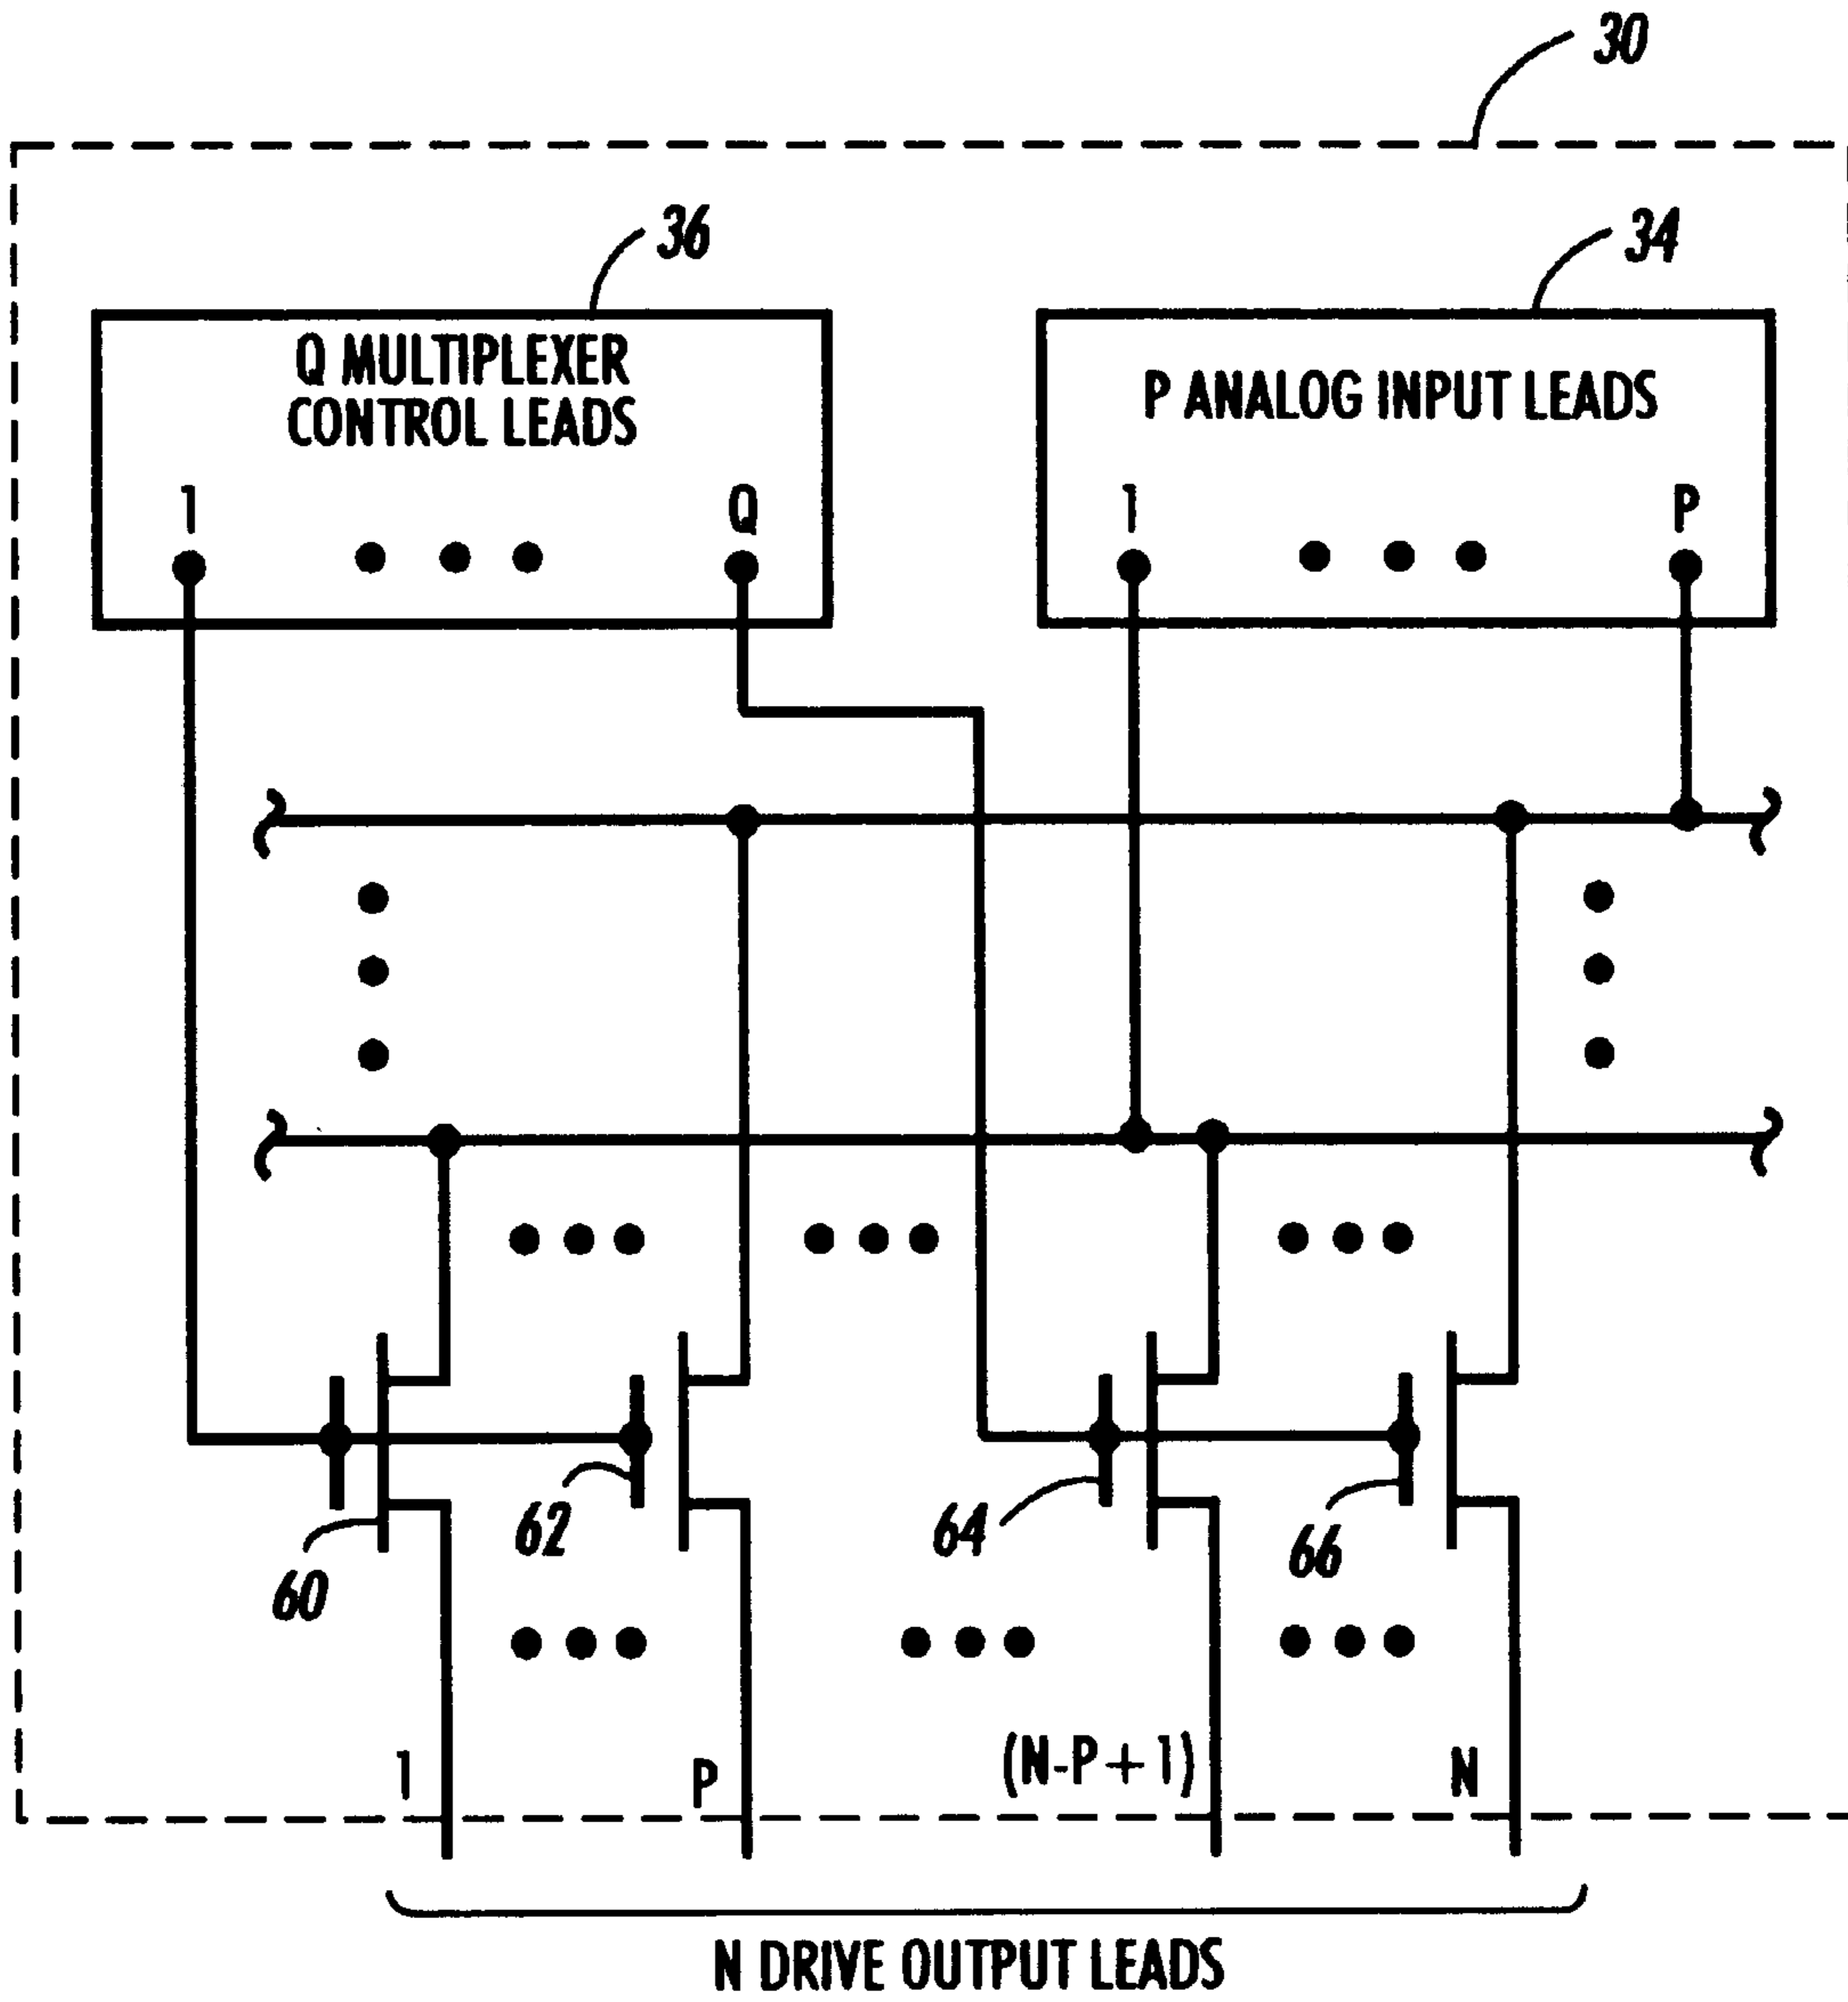 30
36
34
Q MULTIPLEXER
CONTROL LEADS
P ANALOG INPUT LEADS
1 Q
1 P
60
62
64
66
1
P
(N-P+1)
N
N DRIVE OUTPUT LEADS